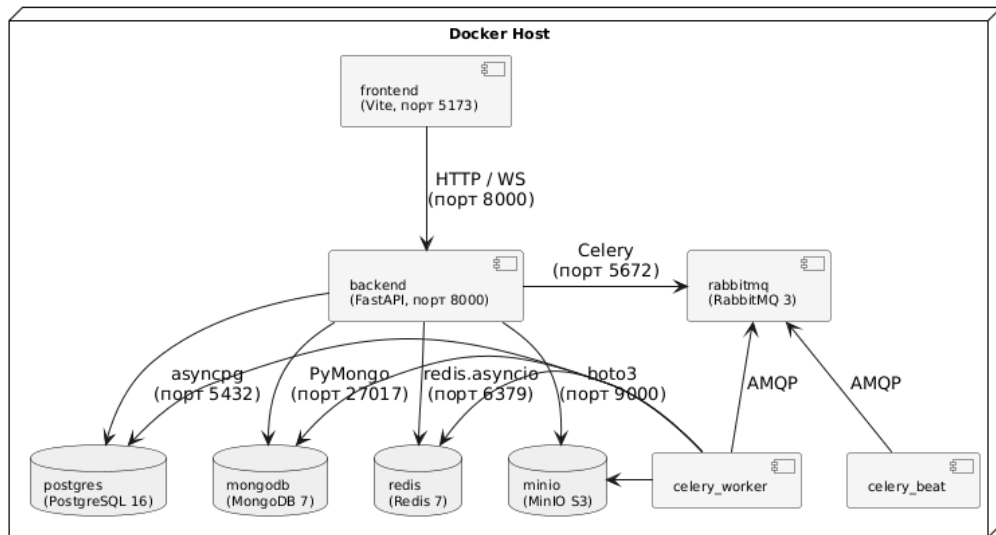 Docker Host
frontend
(Vite, порт 5173)
HTTP / WS
(порт 8000)
backend
(FastAPI, порт 8000)
Celery
(порт 5672)
rabbitmq
(RabbitMQ 3)
asyncpg
(порт 5432)
PyMongo
(порт 27017)
redis.asyncio
(порт 6379)
boto3
(порт 9000)
AMQP
AMQP
postgres
(PostgreSQL 16)
mongodb
(MongoDB 7)
redis
(Redis 7)
minio
(MinIO S3)
celery_worker
celery_beat